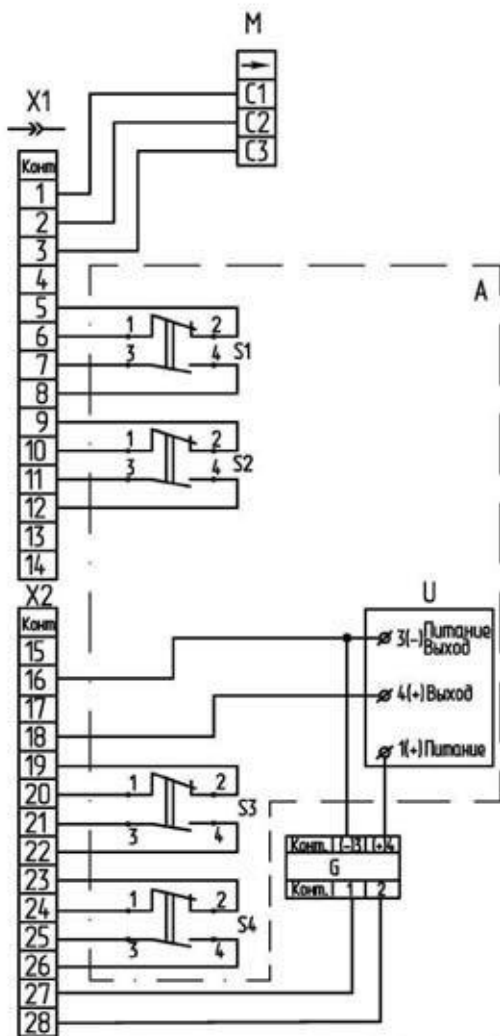 M
X1
C1
C2
C3
Конт
1
2
3
4
A
5
6 1 2
7 3 4 S1
8
9
10 1 2
11 3 4 S2
12
13
14
X2
U
Конт
15
3(-) Питание
Выход
16
17
4(+) Выход
18
1(+) Питание
19
20 1 2
S3
21 3 4
22
Конт. (-)3 (+4
G
23
Конт. 1 2
24 1 2
S4
25 3 4
26
27
28